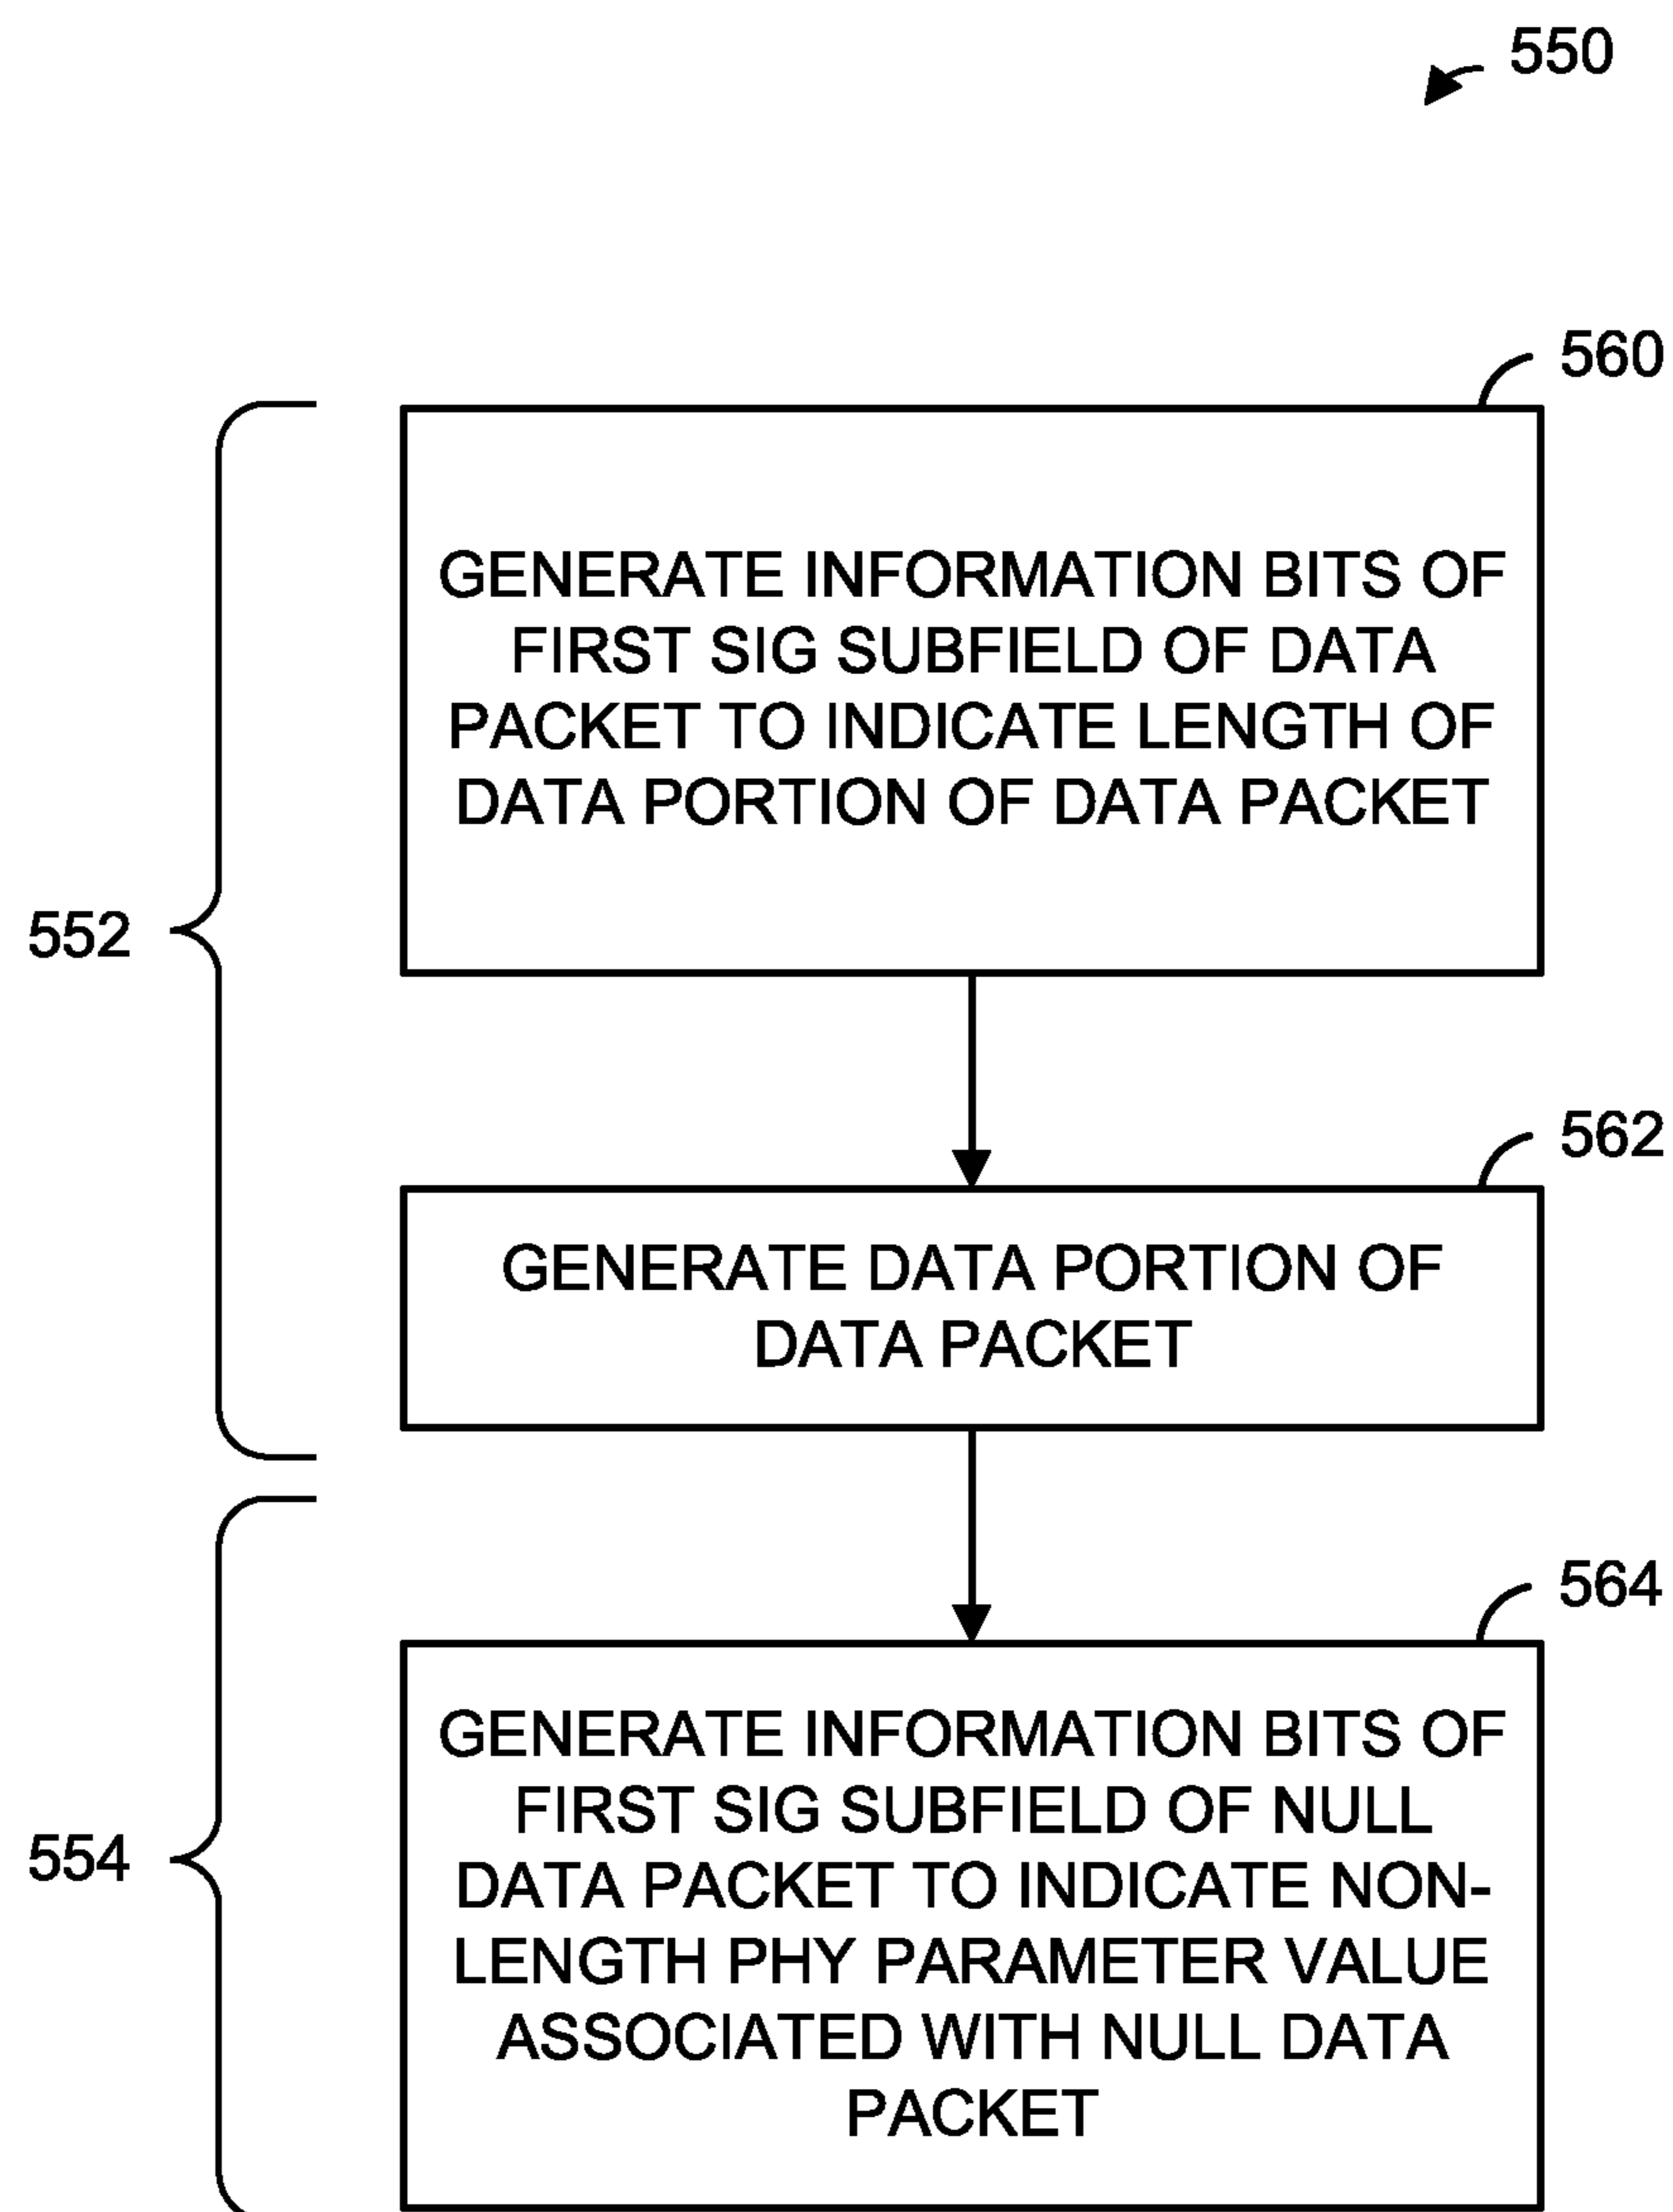 550
560
GENERATE INFORMATION BITS OF
FIRST SIG SUBFIELD OF DATA
PACKET TO INDICATE LENGTH OF
DATA PORTION OF DATA PACKET
552
562
GENERATE DATA PORTION OF
DATA PACKET
564
GENERATE INFORMATION BITS OF
FIRST SIG SUBFIELD OF NULL
DATA PACKET TO INDICATE NON-
LENGTH PHY PARAMETER VALUE
ASSOCIATED WITH NULL DATA
PACKET
554